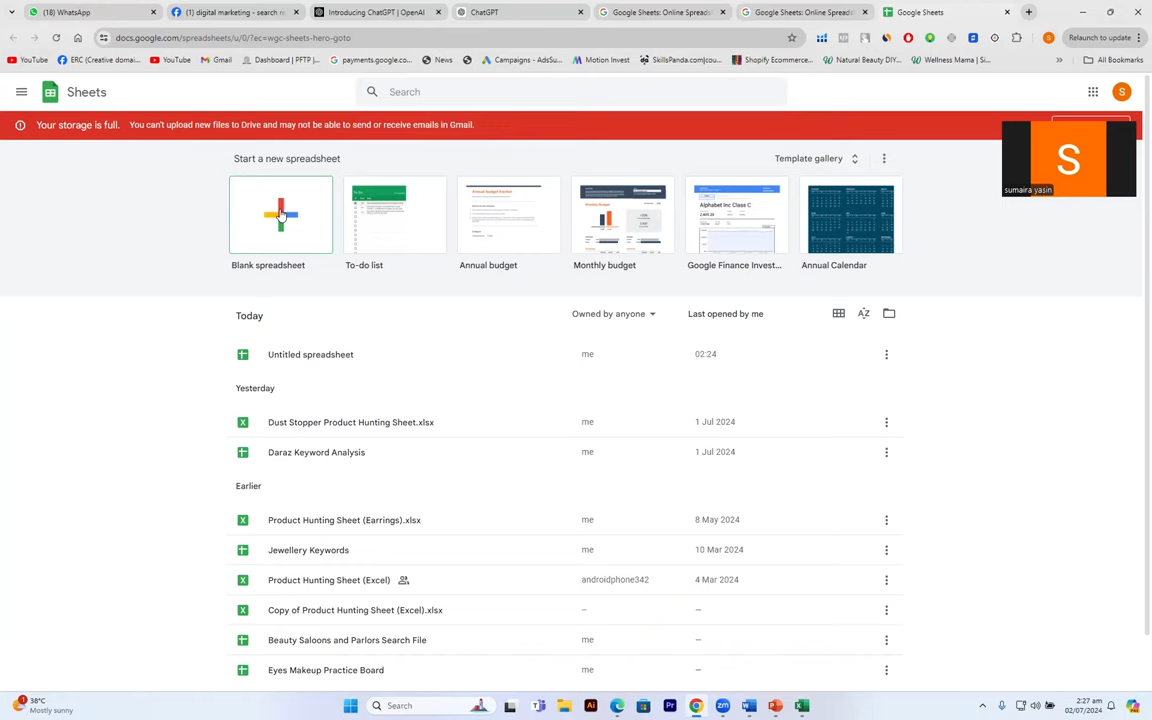 (18) WhatsApp
(1) digital marketing - search re
Introducing ChatGPT | OpenAI
ChatGPT
Google Sheets: Online Spreads
Google Sheets: Online Spreads
Google Sheets
docs.google.com/spreadsheets/u/0/?ec=wgc-sheets-hero-goto
Relaunch to update
YouTube
ERC (Creative domai...
YouTube
Gmail
Dashboard | PFTP |...
payments.google.co...
News
Campaigns - AdsSu...
Motion Invest
SkillsPanda.com|cou...
Shopify Ecommerce...
Natural Beauty DIY...
Wellness Mama | Si...
All Bookmarks
Sheets
Search
S
Your storage is full. You can't upload new files to Drive and may not be able to send or receive emails in Gmail.
S
sumaira yasin
Start a new spreadsheet
Template gallery
Blank spreadsheet
To-do list
Annual budget
Monthly budget
Google Finance Invest...
Annual Calendar
Today
Owned by anyone
Last opened by me
Untitled spreadsheet me 02:24
Yesterday
Dust Stopper Product Hunting Sheet.xlsx me 1 Jul 2024
Daraz Keyword Analysis me 1 Jul 2024
Earlier
Product Hunting Sheet (Earrings).xlsx me 8 May 2024
Jewellery Keywords me 10 Mar 2024
Product Hunting Sheet (Excel) androidphone342 4 Mar 2024
Copy of Product Hunting Sheet (Excel).xlsx – –
Beauty Saloons and Parlors Search File me –
Eyes Makeup Practice Board me –
38°C
Mostly sunny
Search
2:27 am
02/07/2024